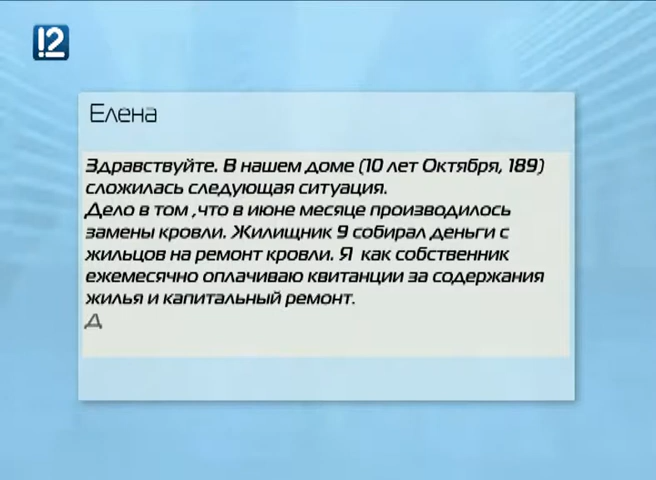 12
Елена
Здравствуйте. В нашем доме (10 лет Октября, 189)
сложилась следующая ситуация.
Дело в том ,что в июне месяце производилось
замены кровли. Жилищник 9 собирал деньги с
жильцов на ремонт кровли. Я как собственник
ежемесячно оплачиваю квитанции за содержания
жилья и капитальный ремонт.
Д